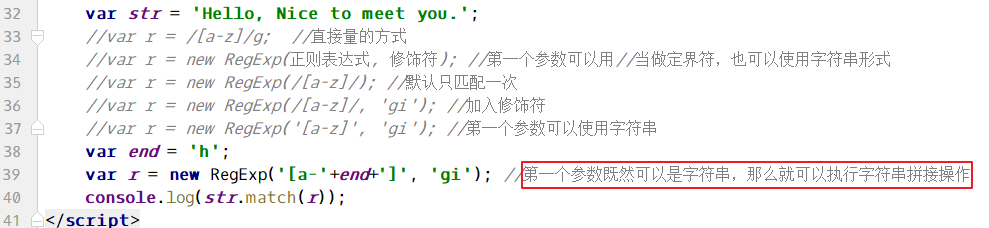 32 var str = 'Hello, Nice to meet you.';
33 //var r = /[a-z]/g; //直接量的方式
34 //var r = new RegExp(正则表达式, 修饰符); //第一个参数可以用//当做定界符，也可以使用字符串形式
35 //var r = new RegExp(/[a-z]/); //默认只匹配一次
36 //var r = new RegExp(/[a-z]/, 'gi'); //加入修饰符
37 //var r = new RegExp('[a-z]', 'gi'); //第一个参数可以使用字符串
38 var end = 'h';
39 var r = new RegExp('[a-'+end+']', 'gi'); //第一个参数既然可以是字符串，那么就可以执行字符串拼接操作
40 console.log(str.match(r));
41 </script>